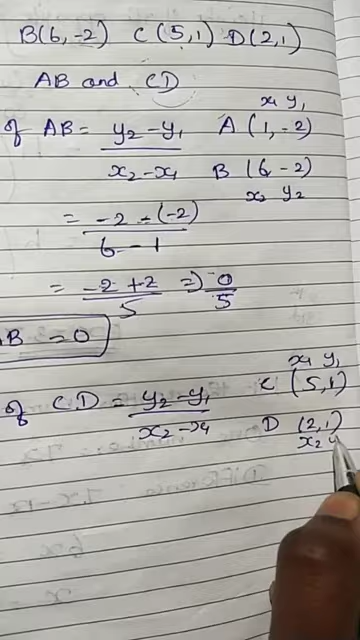 B(6,-2) C(5,1) D(2,1)
AB and CD
x₁ y₁
of AB = y₂-y₁ / x₂-x₁ A (1,-2)
B (6 -2)
x₂ y₂
= -2 - (-2) / 6 - 1
= -2 +2 / 5 => 0/5
B = 0
x₁ y₁
of CD = y₂-y₁ / x₂-x₁ C (5,1)
D (2,1)
x₂ y